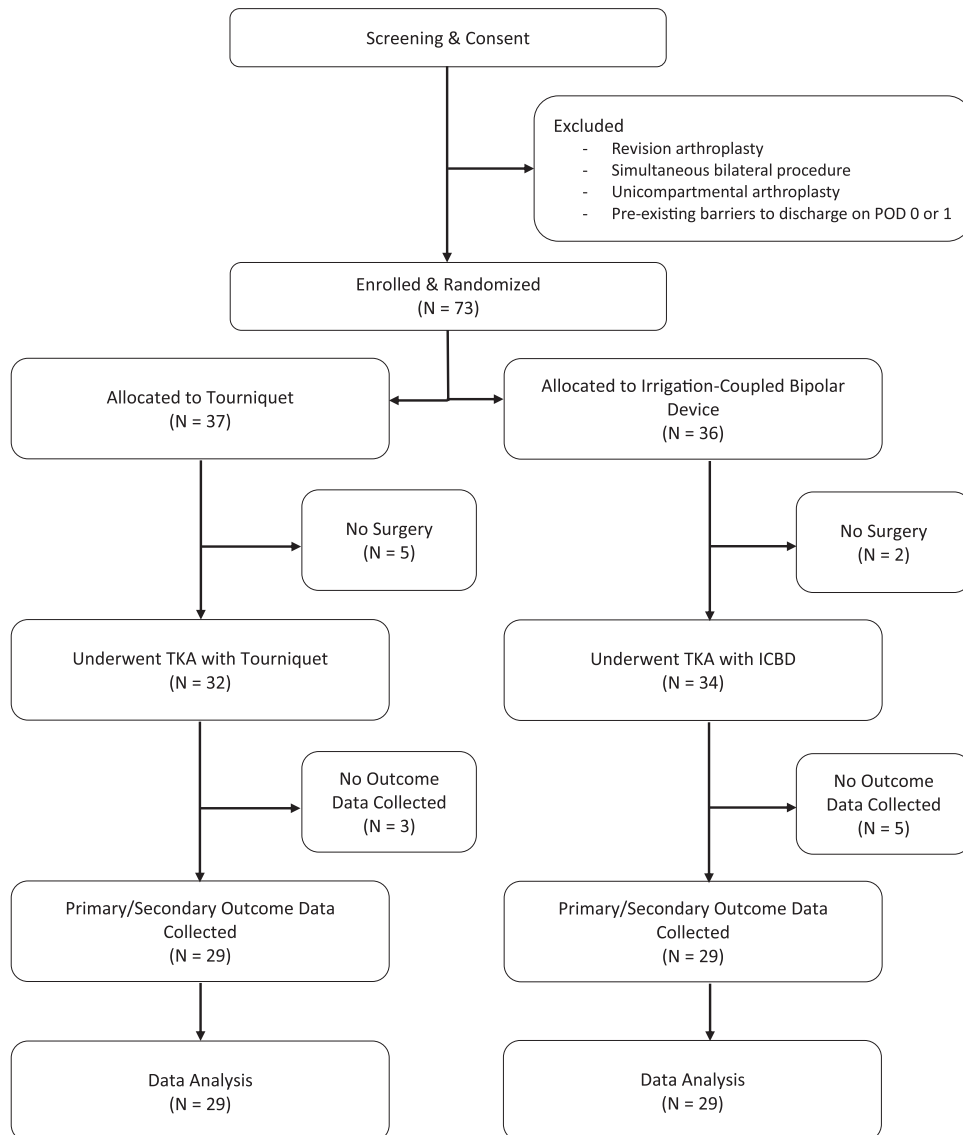 Screening & Consent
Excluded
- Revision arthroplasty
- Simultaneous bilateral procedure
- Unicompartmental arthroplasty
- Pre-existing barriers to discharge on POD 0 or 1
Enrolled & Randomized
(N = 73)
Allocated to Tourniquet
(N = 37)
Allocated to Irrigation-Coupled Bipolar
Device
(N = 36)
No Surgery
(N = 5)
No Surgery
(N = 2)
Underwent TKA with Tourniquet
(N = 32)
Underwent TKA with ICBD
(N = 34)
No Outcome
Data Collected
(N = 3)
No Outcome
Data Collected
(N = 5)
Primary/Secondary Outcome Data
Collected
(N = 29)
Primary/Secondary Outcome Data
Collected
(N = 29)
Data Analysis
(N = 29)
Data Analysis
(N = 29)